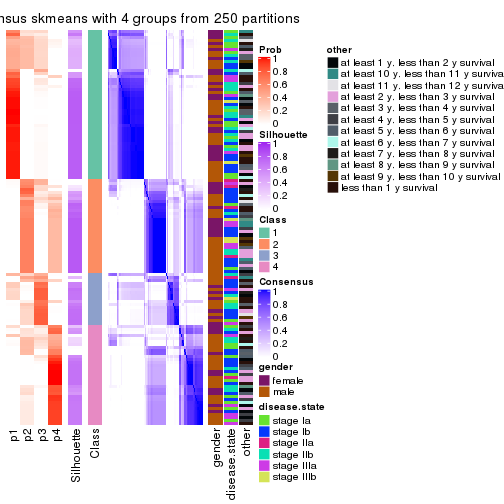 nsus skmeans with 4 groups from 250 partitions
Prob
1
0.8
0.6
0.4
0.2
0
Silhouette
1
0.8
0.6
0.4
0.2
0
Class
1
2
3
4
Consensus
1
0.8
0.6
0.4
0.2
0
gender
female
male
disease.state
stage Ia
stage Ib
stage IIa
stage IIb
stage IIIa
stage IIIb
other
at least 1 y. less than 2 y survival
at least 10 y. less than 11 y surviva
at least 11 y. less than 12 y surviva
at least 2 y. less than 3 y survival
at least 3 y. less than 4 y survival
at least 4 y. less than 5 y survival
at least 5 y. less than 6 y survival
at least 6 y. less than 7 y survival
at least 7 y. less than 8 y survival
at least 8 y. less than 9 y survival
at least 9 y. less than 10 y survival
less than 1 y survival
p1
p2
p3
p4
Silhouette
Class
gender
disease.state
other